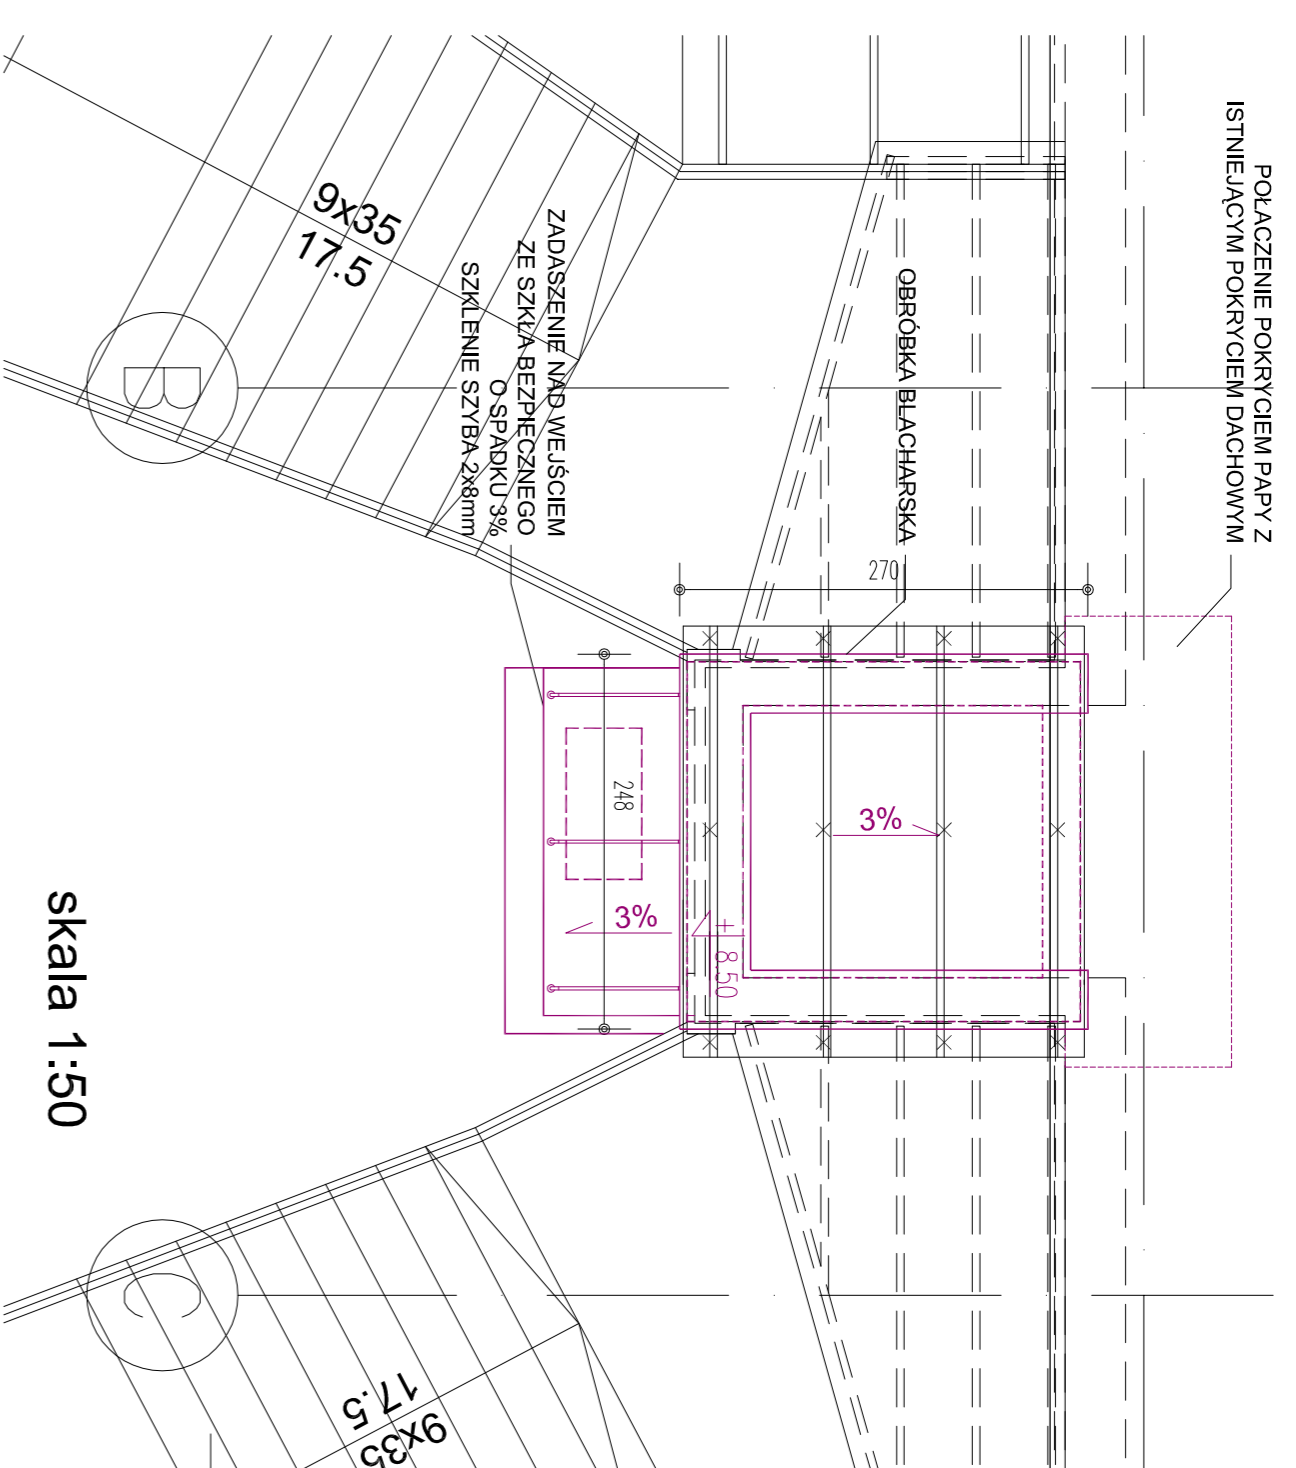 POŁĄCZENIE POKRYCIEM PAPY Z
ISTNIEJĄCYM POKRYCIEM DACHOWYM
OBRÓBKA BLACHARSKA
ZADASZENIE NAD WEJŚCIEM
ZE SZKŁA BEZPIECZNEGO
O SPADKU 3%
SZKLENIE SZYBA 2x8mm
9x35
17.5
B
270
248
3%
3%
+ 8.50
skala 1:50
C
9x35
17.5